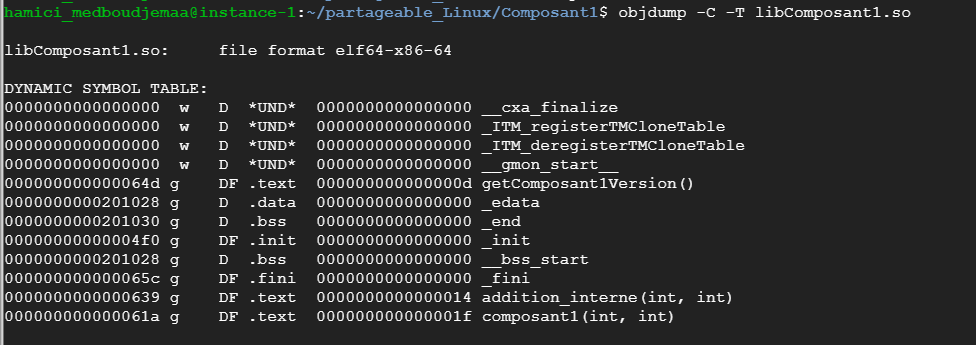 hamici_medboudjemaa@instance-1:~/partageable_Linux/Composant1$ objdump -C -T libComposant1.so
libComposant1.so:     file format elf64-x86-64
DYNAMIC SYMBOL TABLE:
0000000000000000  w   D  *UND*  0000000000000000 __cxa_finalize
0000000000000000  w   D  *UND*  0000000000000000 _ITM_registerTMCloneTable
0000000000000000  w   D  *UND*  0000000000000000 _ITM_deregisterTMCloneTable
0000000000000000  w   D  *UND*  0000000000000000 __gmon_start__
000000000000064d g    DF .text  000000000000000d getComposant1Version()
0000000000201028 g    D  .data  0000000000000000 _edata
0000000000201030 g    D  .bss   0000000000000000 _end
00000000000004f0 g    DF .init  0000000000000000 _init
0000000000201028 g    D  .bss   0000000000000000 __bss_start
000000000000065c g    DF .fini  0000000000000000 _fini
0000000000000639 g    DF .text  0000000000000014 addition_interne(int, int)
000000000000061a g    DF .text  000000000000001f composant1(int, int)